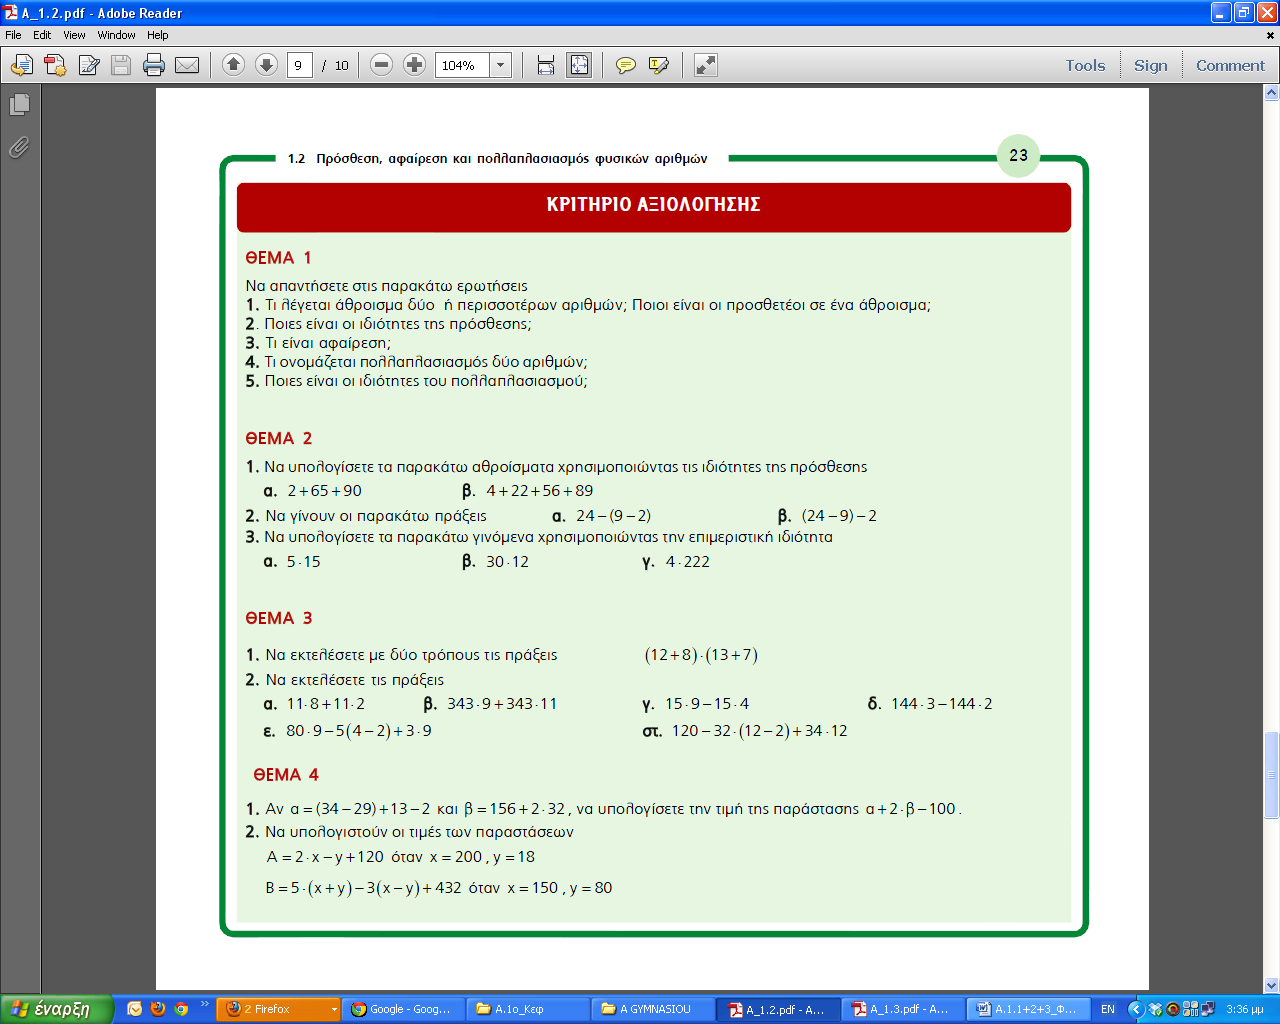 A_1.2.pdf - Adobe Reader
File Edit View Window Help
9 / 10 104% Tools Sign Comment
1.2 Πρόσθεση, αφαίρεση και πολλαπλασιασμός φυσικών αριθμών 23
ΚΡΙΤΗΡΙΟ ΑΞΙΟΛΟΓΗΣΗΣ
ΘΕΜΑ 1
Να απαντήσετε στις παρακάτω ερωτήσεις
1. Τι λέγεται άθροισμα δύο ή περισσοτέρων αριθμών; Ποιοι είναι οι προσθετέοι σε ένα άθροισμα;
2. Ποιες είναι οι ιδιότητες της πρόσθεσης;
3. Τι είναι αφαίρεση;
4. Τι ονομάζεται πολλαπλασιασμός δύο αριθμών;
5. Ποιες είναι οι ιδιότητες του πολλαπλασιασμού;
ΘΕΜΑ 2
1. Να υπολογίσετε τα παρακάτω αθροίσματα χρησιμοποιώντας τις ιδιότητες της πρόσθεσης
α. 2+65+90 β. 4+22+56+89
2. Να γίνουν οι παρακάτω πράξεις α. 24−(9−2) β. (24−9)−2
3. Να υπολογίσετε τα παρακάτω γινόμενα χρησιμοποιώντας την επιμεριστική ιδιότητα
α. 5·15 β. 30·12 γ. 4·222
ΘΕΜΑ 3
1. Να εκτελέσετε με δύο τρόπους τις πράξεις (12+8)·(13+7)
2. Να εκτελέσετε τις πράξεις
α. 11·8+11·2 β. 343·9+343·11 γ. 15·9−15·4 δ. 144·3−144·2
ε. 80·9−5(4−2)+3·9 στ. 120−32·(12−2)+34·12
ΘΕΜΑ 4
1. Αν α=(34−29)+13−2 και β=156+2·32, να υπολογίσετε την τιμή της παράστασης α+2·β−100.
2. Να υπολογιστούν οι τιμές των παραστάσεων
Α=2·x−y+120 όταν x=200, y=18
Β=5·(x+y)−3(x−y)+432 όταν x=150, y=80
έναρξη 2 Firefox Google - Goog... Α.1ο_Κεφ A GYMNASIOU A_1.2.pdf - A... A_1.3.pdf - A... A.1.1+2+3_Φ... EN 3:36 μμ